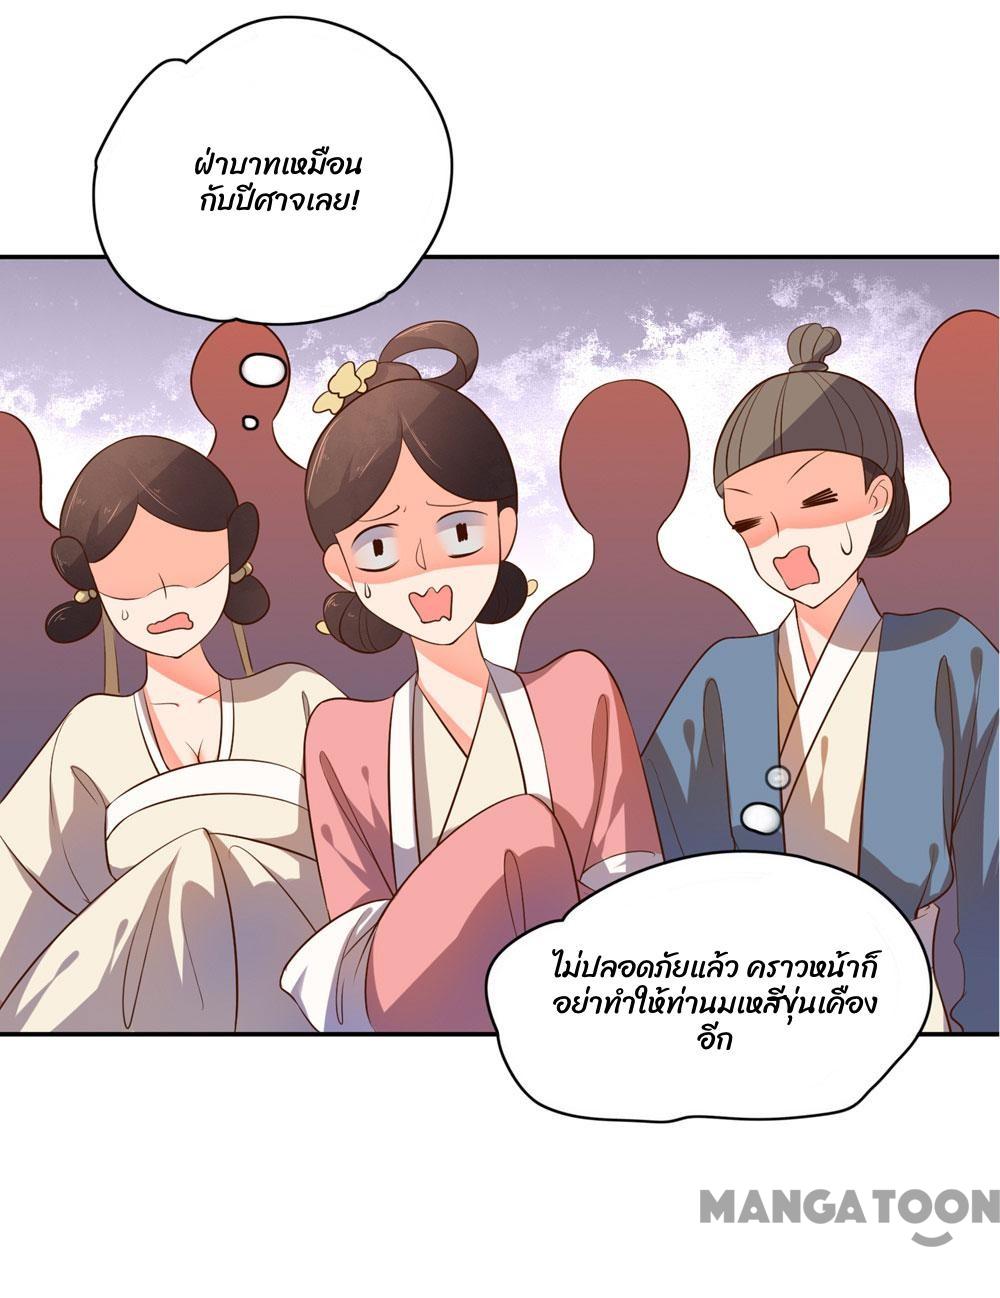 ฝ่าบาทเหมือน
กับปีศาจเลย!
ไม่ปลอดภัยแล้ว คราวหน้าก็
อย่าทำให้ท่านมเหสีขุ่นเคือง
อีก
MANGATOON